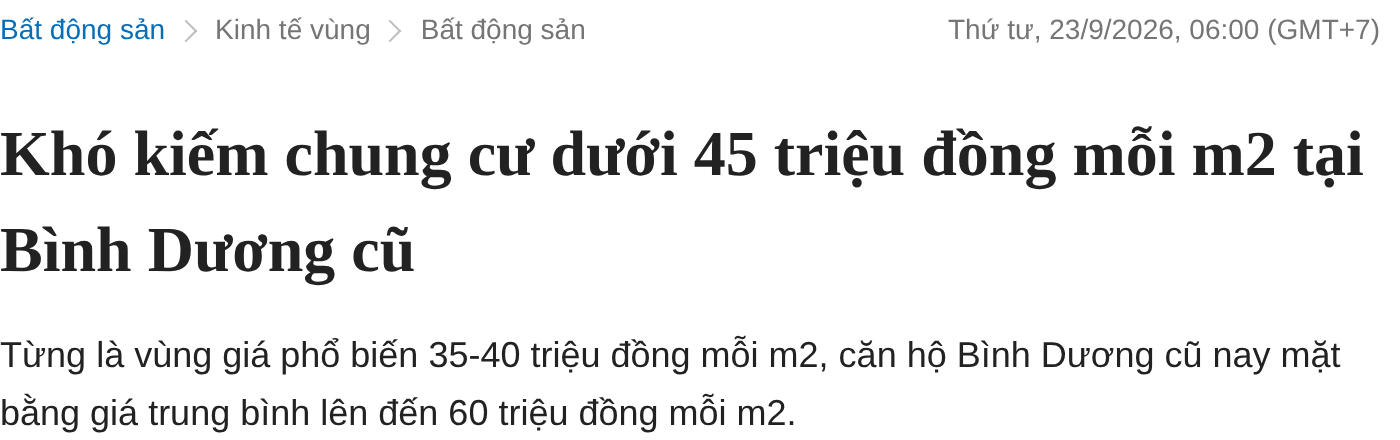 Bất động sản Kinh tế vùng Bất động sản Thứ tư, 23/9/2026, 06:00 (GMT+7)
Khó kiếm chung cư dưới 45 triệu đồng mỗi m2 tại
Bình Dương cũ
Từng là vùng giá phổ biến 35-40 triệu đồng mỗi m2, căn hộ Bình Dương cũ nay mặt
bằng giá trung bình lên đến 60 triệu đồng mỗi m2.